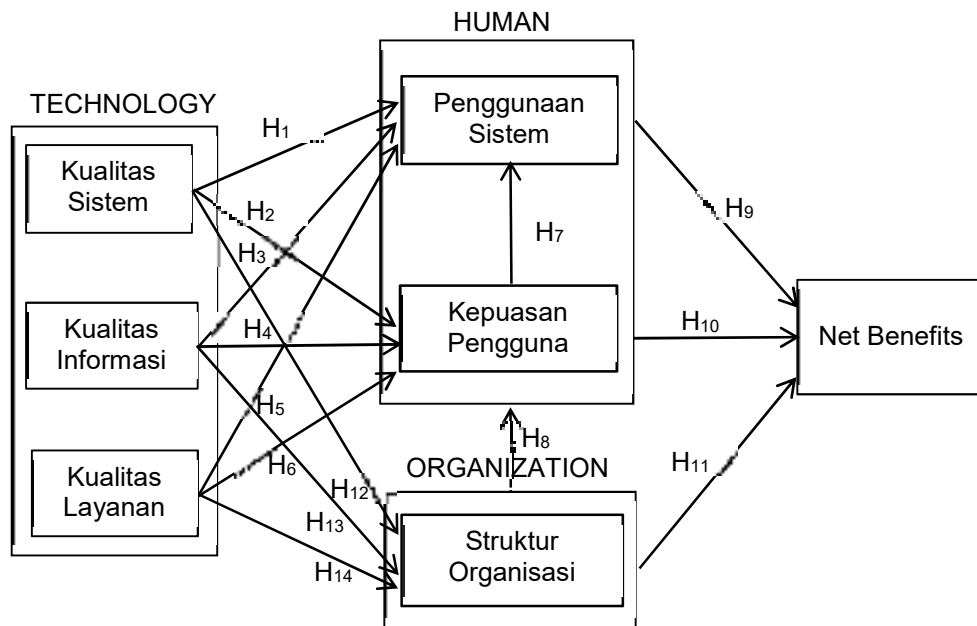 HUMAN
TECHNOLOGY
Penggunaan
Sistem
H1
Kualitas
Sistem
H2
H9
H3
H7
Kualitas
Informasi
H4
Kepuasan
Pengguna
H10
Net Benefits
H5
H8
H6
ORGANIZATION
H11
Kualitas
Layanan
H12
H13
Struktur
Organisasi
H14